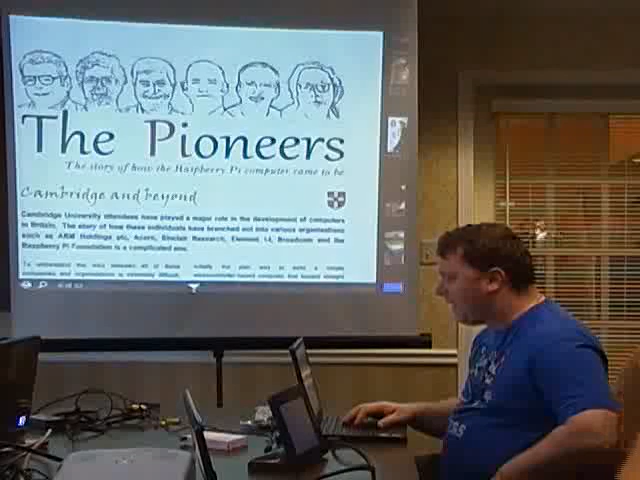 The Pioneers
The story of how the Raspberry Pi computer came to be
Cambridge and beyond
Cambridge University attendees have played a major role in the development of computers
in Britain. The story of how these individuals have branched out into various organisations
such as ARM Holdings plc, Acorn, Sinclair Research, Element 14, Broadcom and the
Raspberry Pi Foundation is a complicated one.